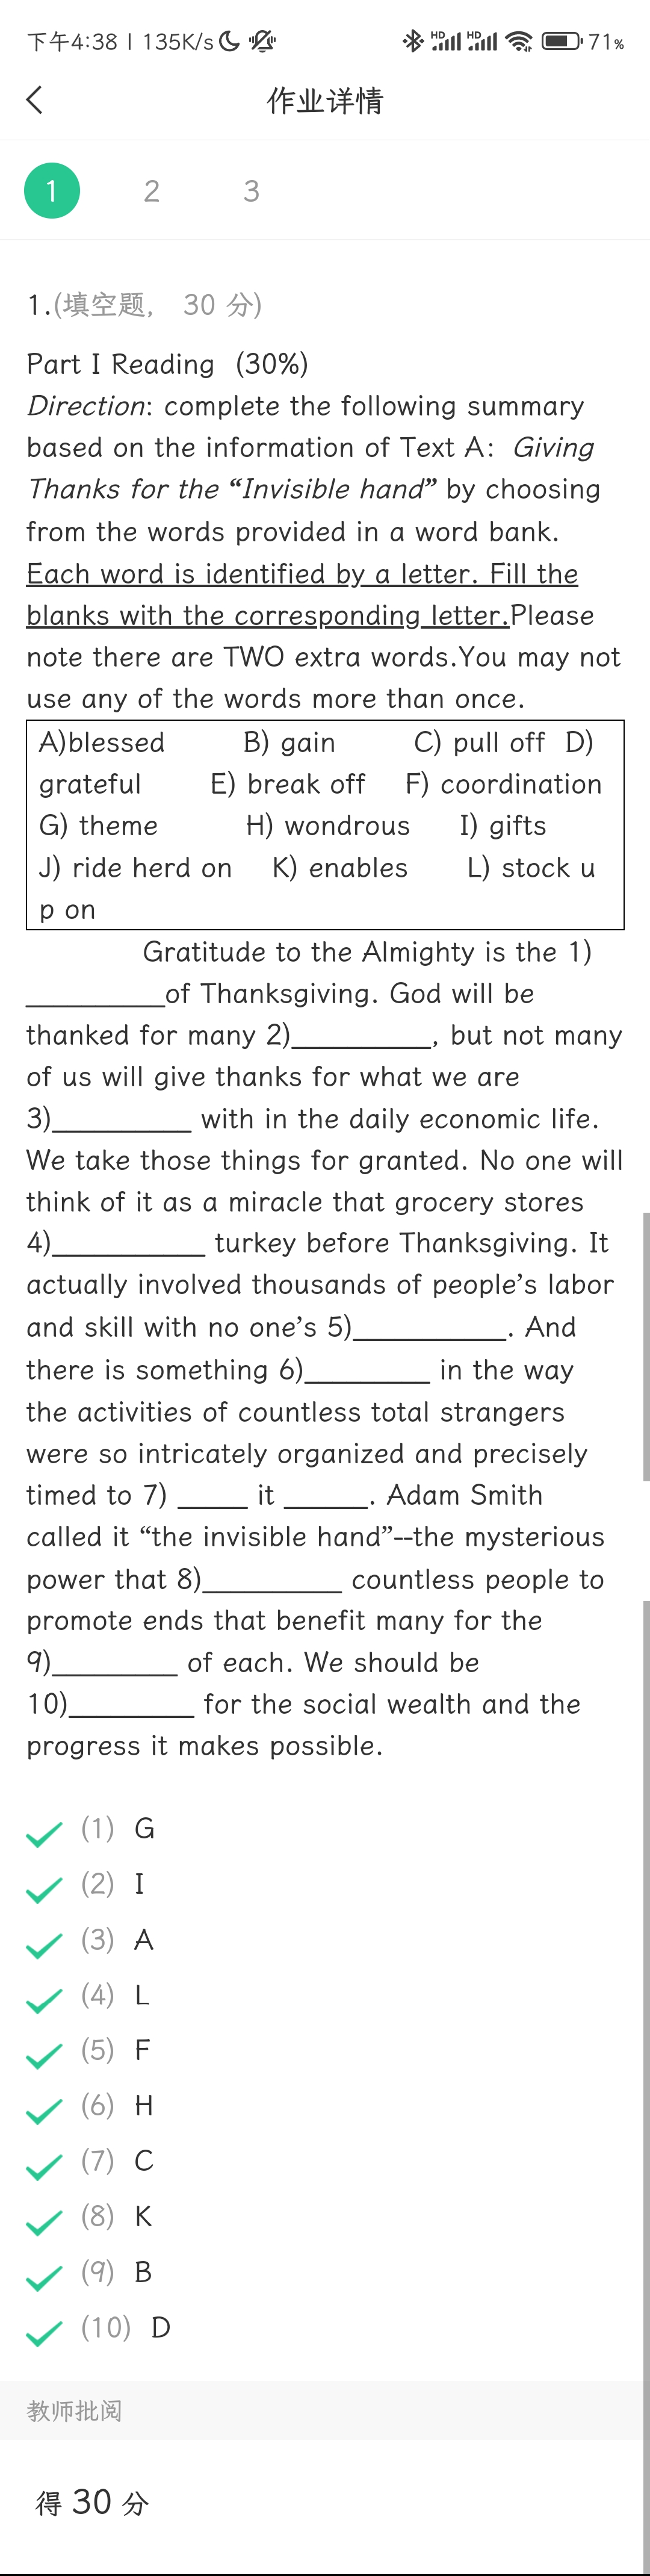 下午4:38 | 135K/s HD HD 71%
作业详情
1 2 3
1.(填空题, 30 分)
Part I Reading (30%)
Direction: complete the following summary
based on the information of Text A: Giving
Thanks for the “Invisible hand” by choosing
from the words provided in a word bank.
Each word is identified by a letter. Fill the
blanks with the corresponding letter.Please
note there are TWO extra words.You may not
use any of the words more than once.
A)blessed B) gain C) pull off D)
grateful E) break off F) coordination
G) theme H) wondrous I) gifts
J) ride herd on K) enables L) stock u
p on
Gratitude to the Almighty is the 1)
__________of Thanksgiving. God will be
thanked for many 2)__________, but not many
of us will give thanks for what we are
3)__________ with in the daily economic life.
We take those things for granted. No one will
think of it as a miracle that grocery stores
4)___________ turkey before Thanksgiving. It
actually involved thousands of people’s labor
and skill with no one’s 5)___________. And
there is something 6)_________ in the way
the activities of countless total strangers
were so intricately organized and precisely
timed to 7) _____ it ______. Adam Smith
called it “the invisible hand”--the mysterious
power that 8)__________ countless people to
promote ends that benefit many for the
9)_________ of each. We should be
10)_________ for the social wealth and the
progress it makes possible.
(1) G
(2) I
(3) A
(4) L
(5) F
(6) H
(7) C
(8) K
(9) B
(10) D
教师批阅
得 30 分